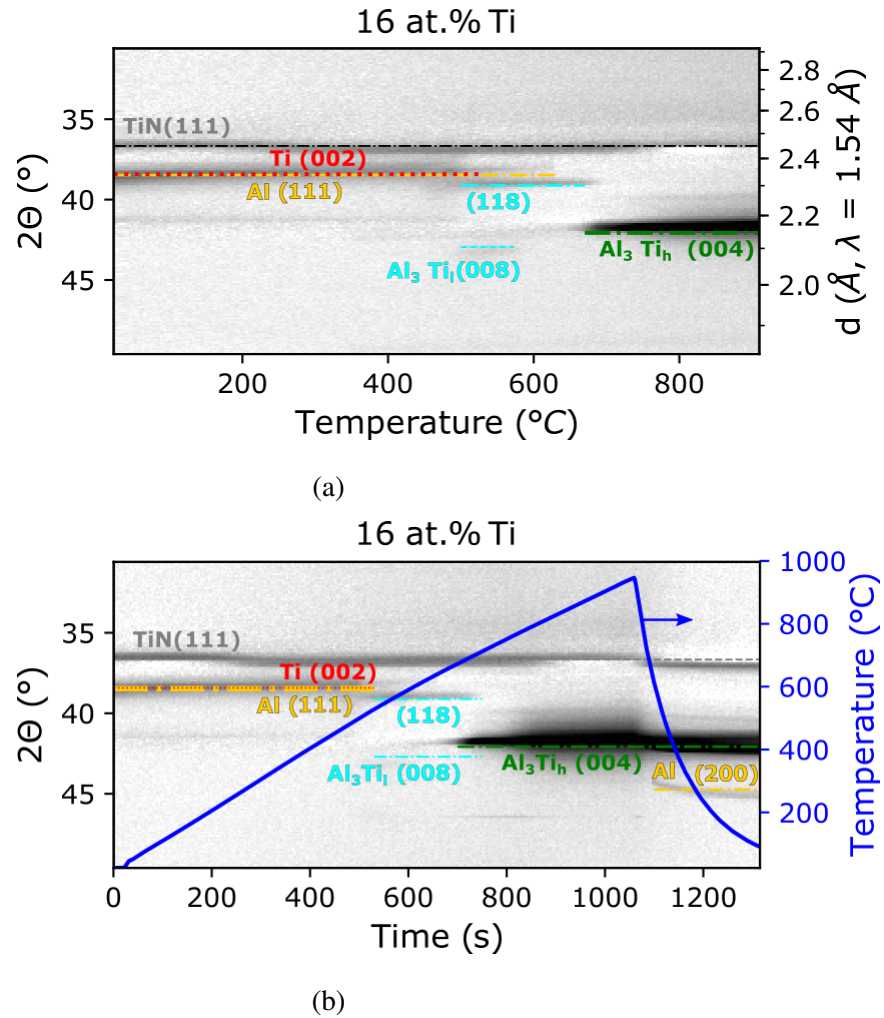 16 at.% Ti
TiN(111)
Ti (002)
Al (111)
(118)
Al₃ Tiₗ(008)
Al₃ Tiₕ (004)
35
40
45
2Θ (°)
2.8
2.6
2.4
2.2
2.0
d (Å, λ = 1.54 Å)
200
400
600
800
Temperature (°C)
(a)
16 at.% Ti
TiN(111)
Ti (002)
Al (111)
(118)
Al₃Tiₗ (008)
Al₃Tiₕ (004)
Al (200)
35
40
45
2Θ (°)
1000
800
600
400
200
Temperature (°C)
0
200
400
600
800
1000
1200
Time (s)
(b)